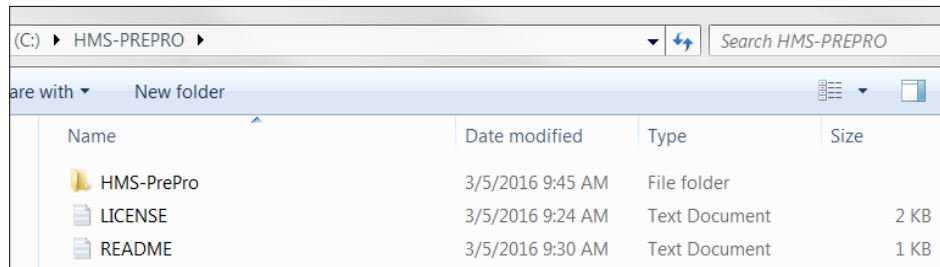 (C:) HMS-PREPRO Search HMS-PREPRO
are with New folder
Name Date modified Type Size
HMS-PrePro 3/5/2016 9:45 AM File folder
LICENSE 3/5/2016 9:24 AM Text Document 2 KB
README 3/5/2016 9:30 AM Text Document 1 KB